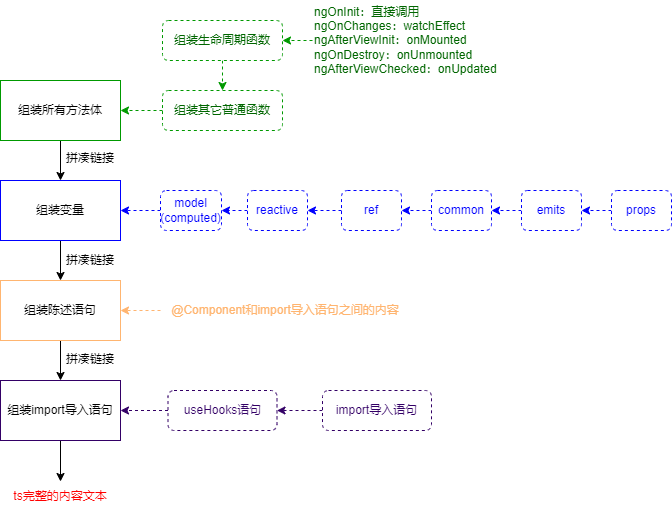 ngOnInit：直接调用
ngOnChanges：watchEffect
组装生命周期函数
ngAfterViewInit：onMounted
ngOnDestroy：onUnmounted
ngAfterViewChecked：onUpdated
组装所有方法体
组装其它普通函数
拼凑链接
组装变量
model
(computed)
reactive
ref
common
emits
props
拼凑链接
组装陈述语句
@Component和import导入语句之间的内容
拼凑链接
组装import导入语句
useHooks语句
import导入语句
ts完整的内容文本